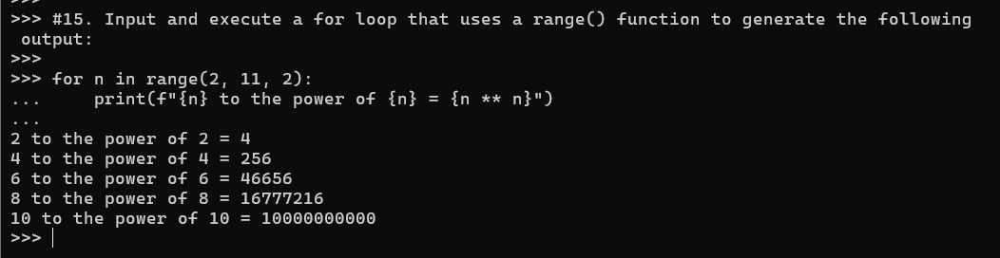 >>>
>>> #15. Input and execute a for loop that uses a range() function to generate the following
 output:
>>>
>>> for n in range(2, 11, 2):
...     print(f"{n} to the power of {n} = {n ** n}")
...
2 to the power of 2 = 4
4 to the power of 4 = 256
6 to the power of 6 = 46656
8 to the power of 8 = 16777216
10 to the power of 10 = 10000000000
>>>